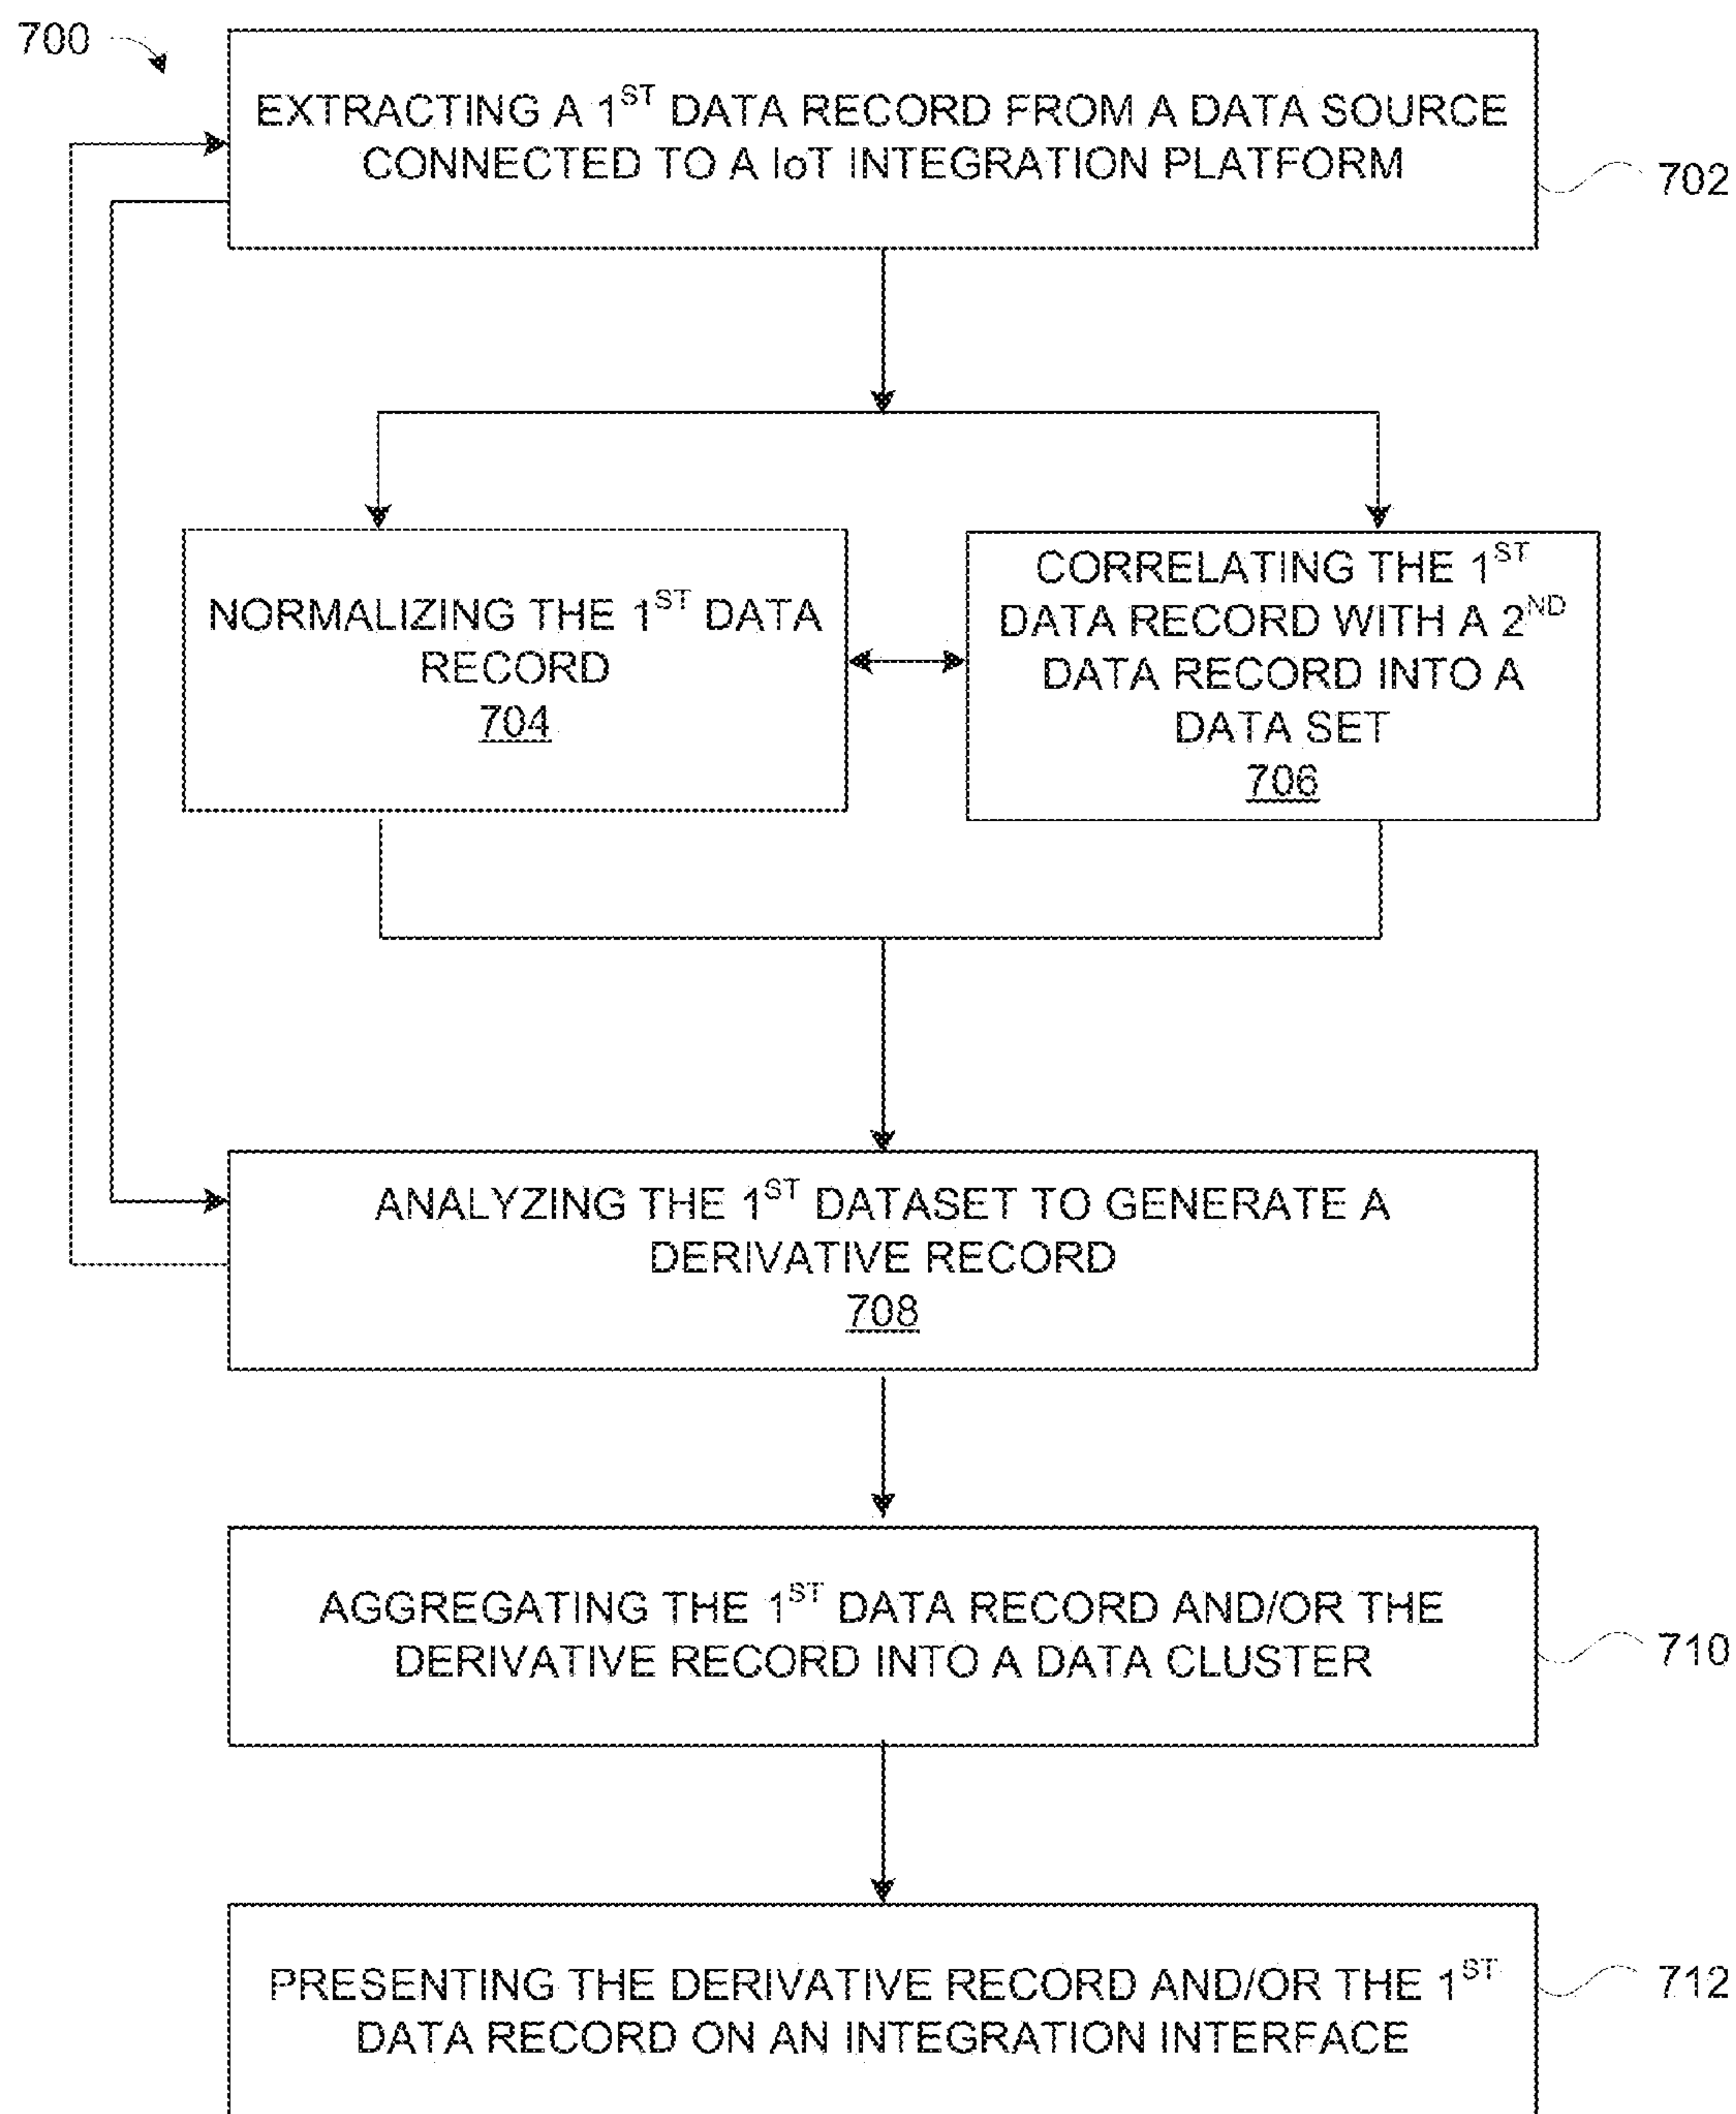 700
EXTRACTING A 1ST DATA RECORD FROM A DATA SOURCE
CONNECTED TO A IoT INTEGRATION PLATFORM
702
NORMALIZING THE 1ST DATA
RECORD
704
CORRELATING THE 1ST
DATA RECORD WITH A 2ND
DATA RECORD INTO A
DATA SET
706
ANALYZING THE 1ST DATASET TO GENERATE A
DERIVATIVE RECORD
708
AGGREGATING THE 1ST DATA RECORD AND/OR THE
DERIVATIVE RECORD INTO A DATA CLUSTER
710
PRESENTING THE DERIVATIVE RECORD AND/OR THE 1ST
DATA RECORD ON AN INTEGRATION INTERFACE
712